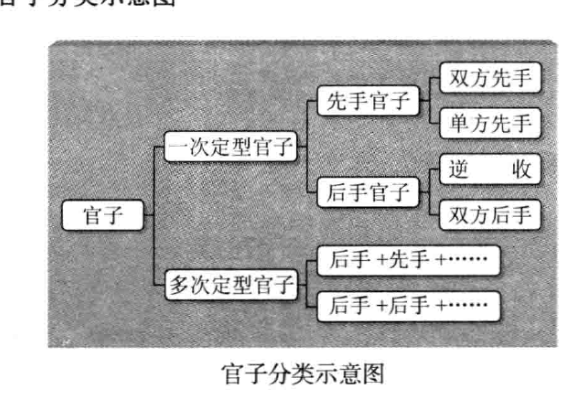 官子分类示意图
双方先手
先手官子
单方先手
一次定型官子
逆 收
后手官子
官子
双方后手
后手+先手+……
多次定型官子
后手+后手+……
官子分类示意图